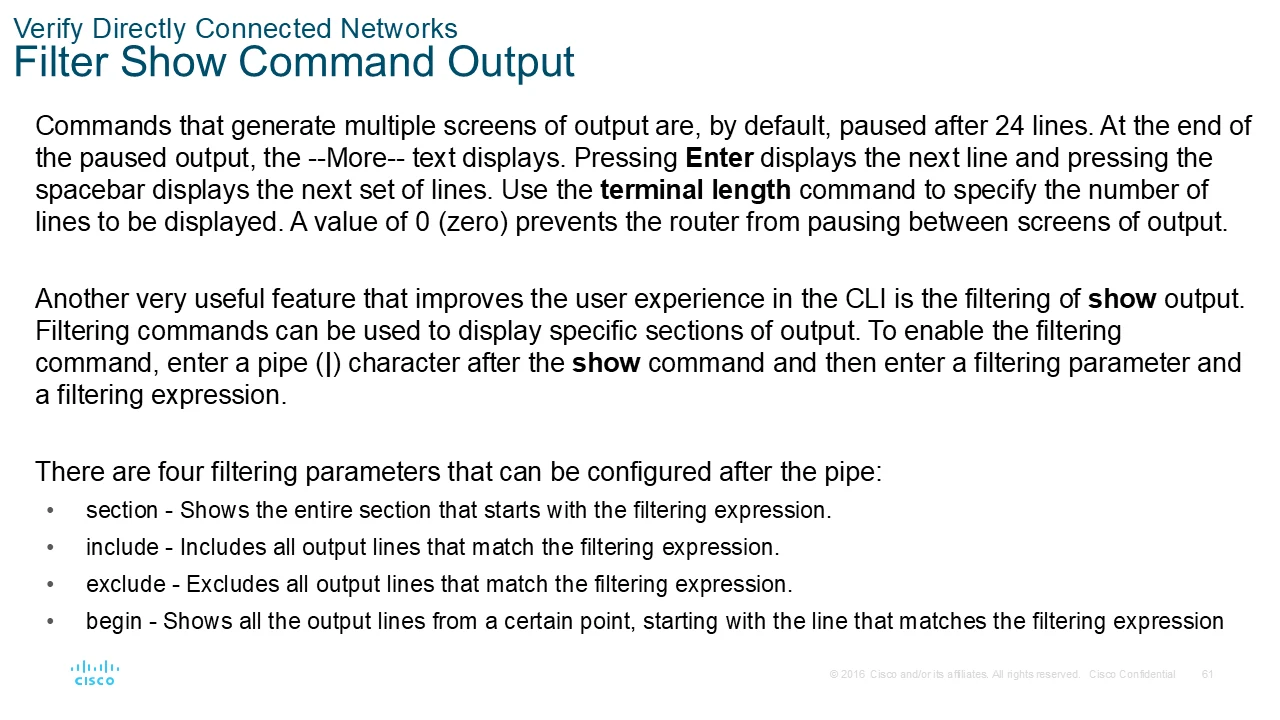 Verify Directly Connected Networks
Filter Show Command Output
Commands that generate multiple screens of output are, by default, paused after 24 lines. At the end of
the paused output, the --More-- text displays. Pressing Enter displays the next line and pressing the
spacebar displays the next set of lines. Use the terminal length command to specify the number of
lines to be displayed. A value of 0 (zero) prevents the router from pausing between screens of output.
Another very useful feature that improves the user experience in the CLI is the filtering of show output.
Filtering commands can be used to display specific sections of output. To enable the filtering
command, enter a pipe (|) character after the show command and then enter a filtering parameter and
a filtering expression.
There are four filtering parameters that can be configured after the pipe:
• section - Shows the entire section that starts with the filtering expression.
• include - Includes all output lines that match the filtering expression.
• exclude - Excludes all output lines that match the filtering expression.
• begin - Shows all the output lines from a certain point, starting with the line that matches the filtering expression
CISCO
© 2016 Cisco and/or its affiliates. All rights reserved. Cisco Confidential 61